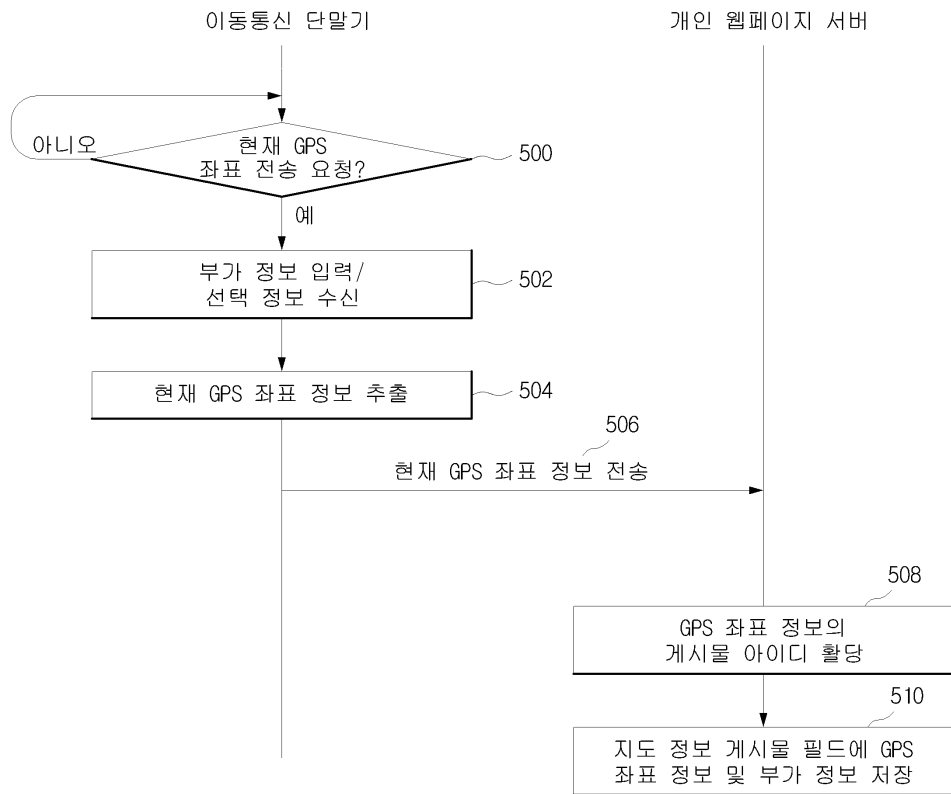 이동통신 단말기
개인 웹페이지 서버
아니오
현재 GPS
좌표 전송 요청?
500
예
부가 정보 입력/
선택 정보 수신
502
현재 GPS 좌표 정보 추출
504
506
현재 GPS 좌표 정보 전송
508
GPS 좌표 정보의
게시물 아이디 활당
510
지도 정보 게시물 필드에 GPS
좌표 정보 및 부가 정보 저장